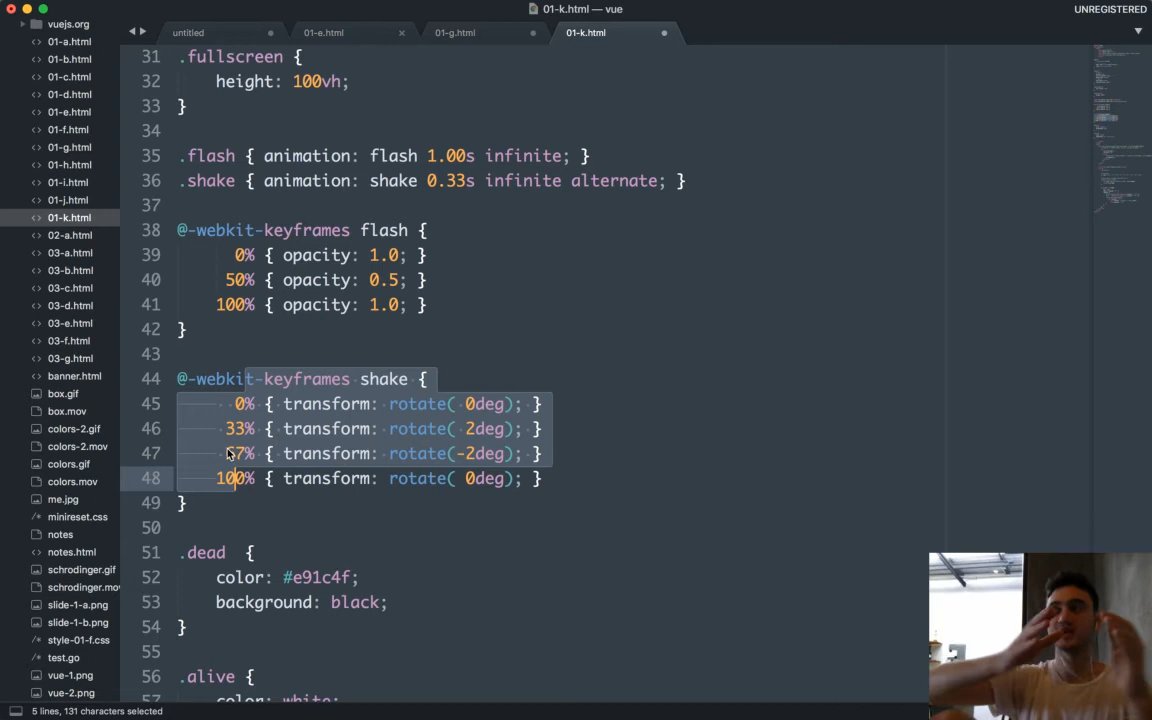 01-k.html — vue
UNREGISTERED
untitled
01-e.html
01-g.html
01-k.html
vuejs.org
01-a.html
01-b.html
01-c.html
01-d.html
01-e.html
01-f.html
01-g.html
01-h.html
01-i.html
01-j.html
01-k.html
02-a.html
03-a.html
03-b.html
03-c.html
03-d.html
03-e.html
03-f.html
03-g.html
banner.html
box.gif
box.mov
colors-2.gif
colors-2.mov
colors.gif
colors.mov
me.jpg
minireset.css
notes
notes.html
schrodinger.gif
schrodinger.mov
slide-1-a.png
slide-1-b.png
style-01-f.css
test.go
vue-1.png
vue-2.png
31 .fullscreen {
32 height: 100vh;
33 }
34
35 .flash { animation: flash 1.00s infinite; }
36 .shake { animation: shake 0.33s infinite alternate; }
37
38 @-webkit-keyframes flash {
39 0% { opacity: 1.0; }
40 50% { opacity: 0.5; }
41 100% { opacity: 1.0; }
42 }
43
44 @-webkit-keyframes shake {
45 0% { transform: rotate( 0deg); }
46 33% { transform: rotate( 2deg); }
47 67% { transform: rotate(-2deg); }
48 100% { transform: rotate( 0deg); }
49 }
50
51 .dead {
52 color: #e91c4f;
53 background: black;
54 }
55
56 .alive {
57 color: white;
5 lines, 131 characters selected